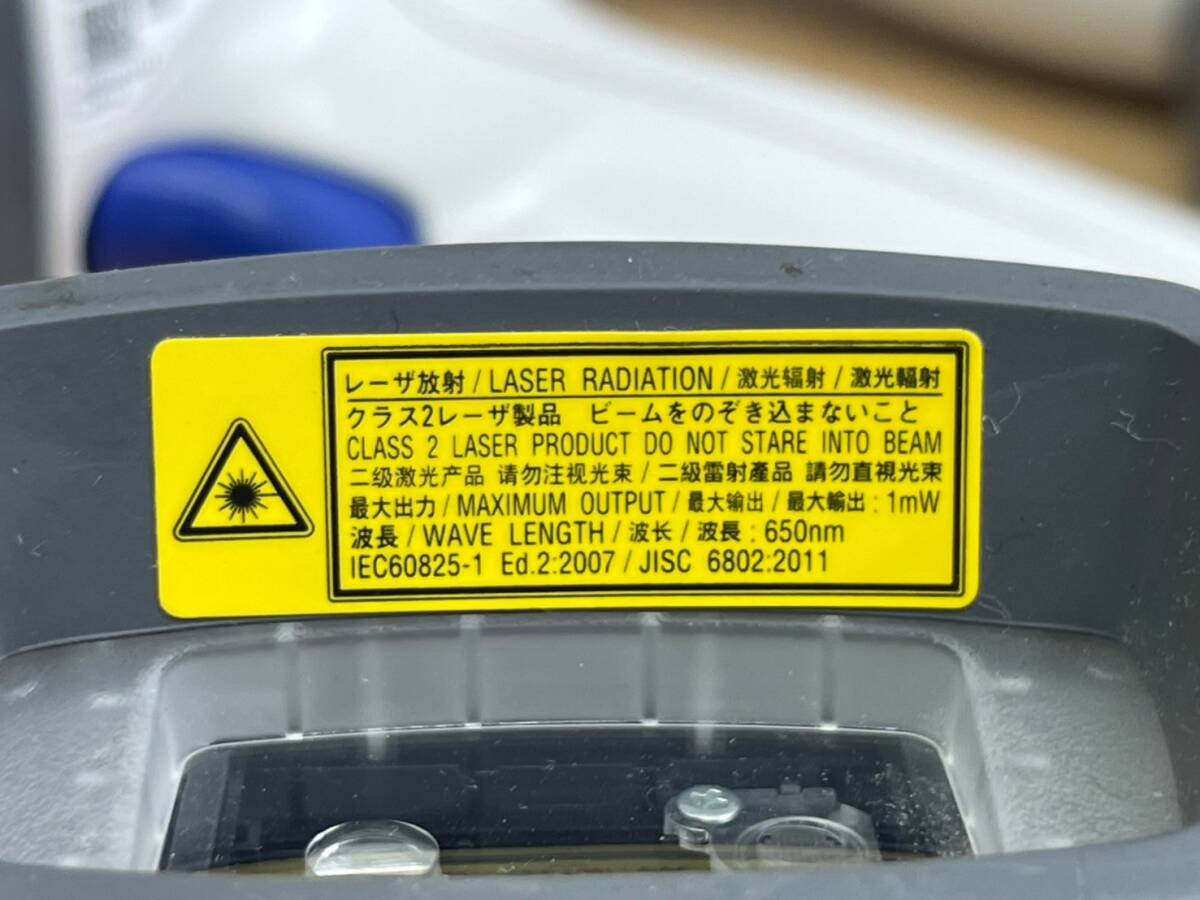 レーザ放射 / LASER RADIATION / 激光辐射 / 激光輻射
クラス2レーザ製品 ビームをのぞき込まないこと
CLASS 2 LASER PRODUCT DO NOT STARE INTO BEAM
二级激光产品 请勿注视光束 / 二級雷射產品 請勿直視光束
最大出力 / MAXIMUM OUTPUT / 最大输出 / 最大輸出 : 1mW
波長 / WAVE LENGTH / 波长 / 波長 : 650nm
IEC60825-1 Ed.2:2007 / JISC 6802:2011